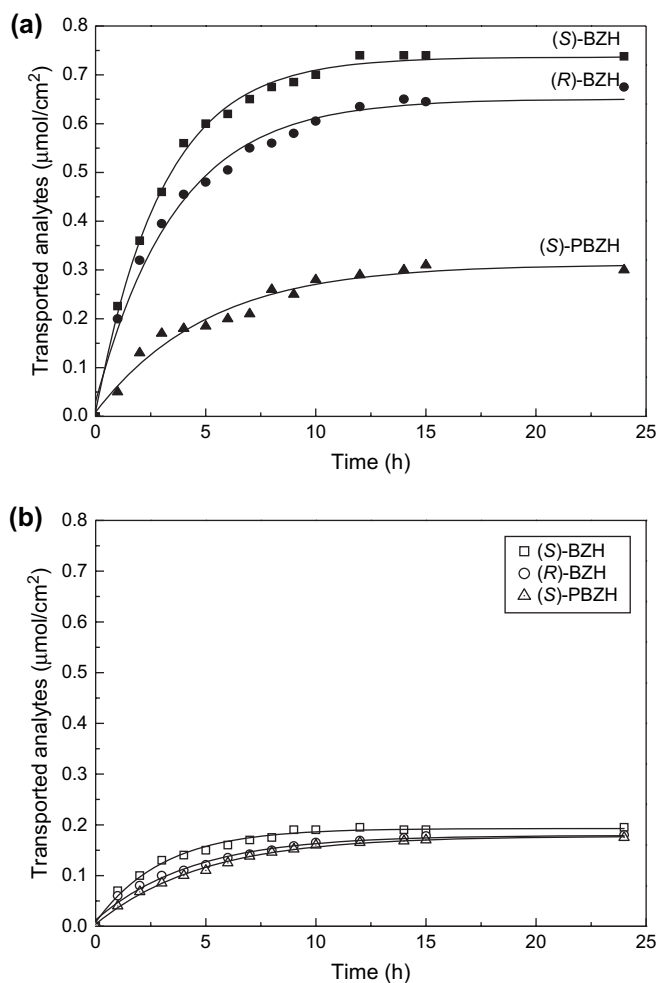 (a)
0.8
0.7
0.6
0.5
0.4
0.3
0.2
0.1
0.0
Transported analytes (μmol/cm²)
(S)-BZH
(R)-BZH
(S)-PBZH
0 5 10 15 20 25
Time (h)
(b)
0.8
0.7
0.6
0.5
0.4
0.3
0.2
0.1
0.0
Transported analytes (μmol/cm²)
(S)-BZH
(R)-BZH
(S)-PBZH
0 5 10 15 20 25
Time (h)